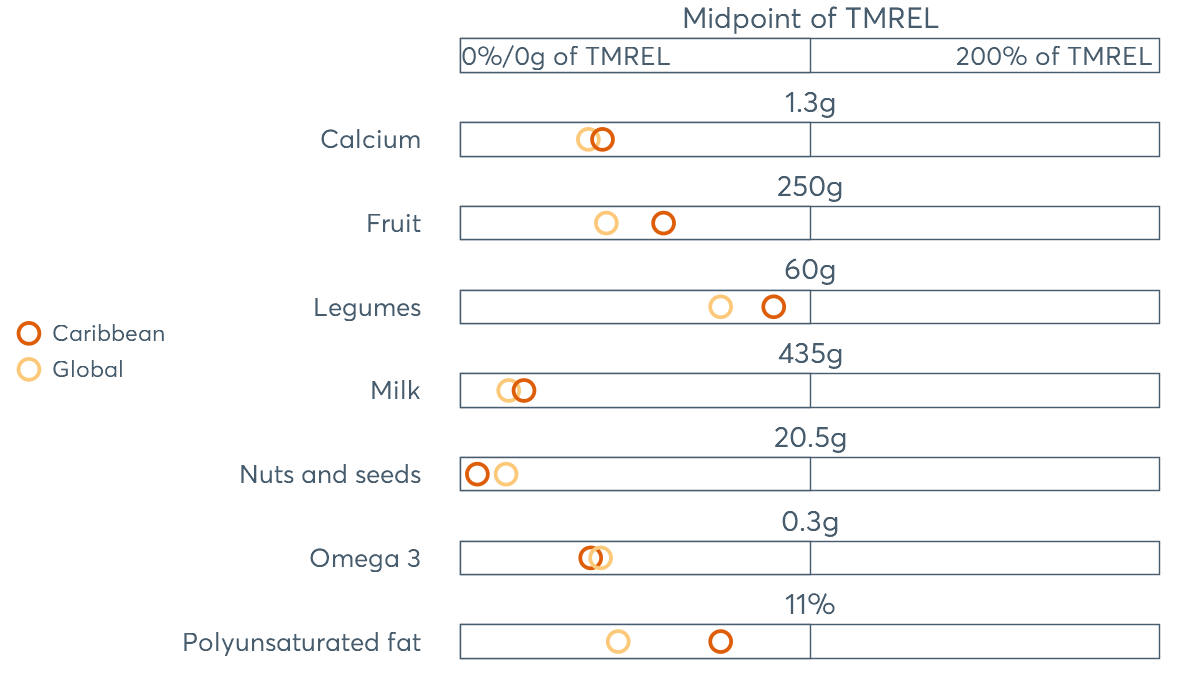 Midpoint of TMREL
0%/0g of TMREL 200% of TMREL
1.3g
Calcium
250g
Fruit
60g
Legumes
Caribbean
Global
435g
Milk
20.5g
Nuts and seeds
0.3g
Omega 3
11%
Polyunsaturated fat